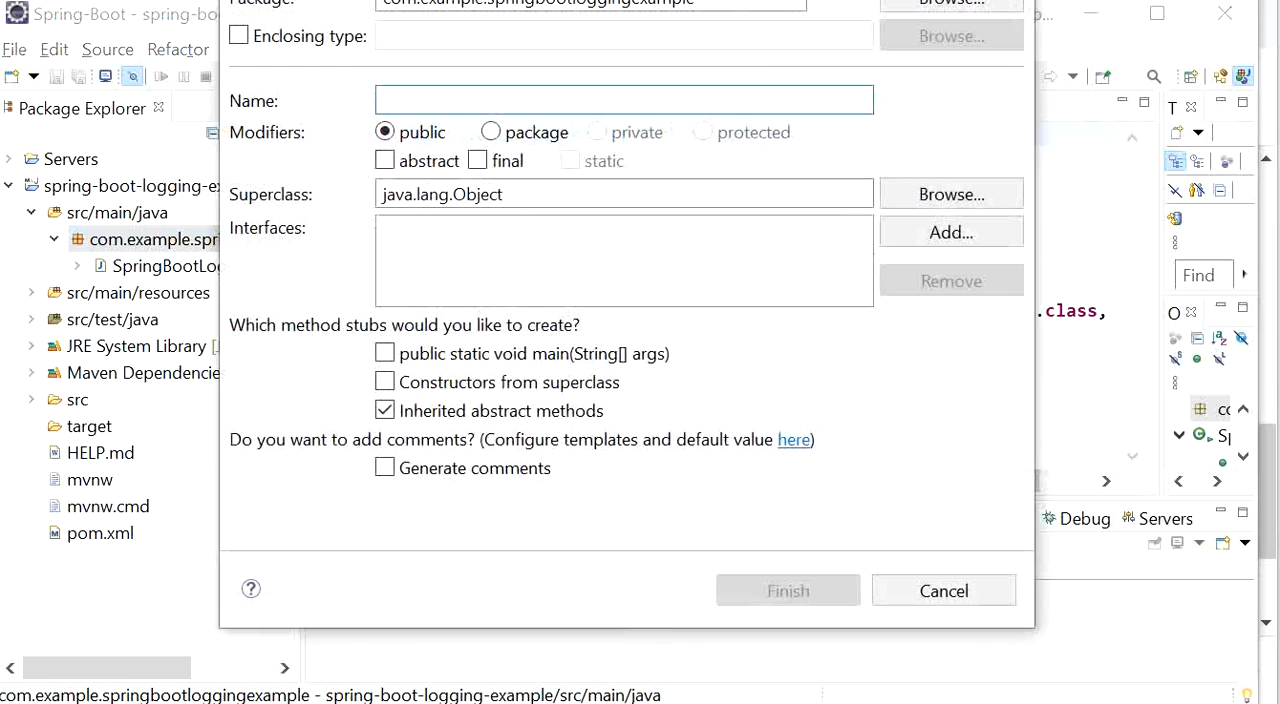 Spring-Boot - spring-bo
File Edit Source Refactor
Package Explorer
Servers
spring-boot-logging-ex
src/main/java
com.example.spri
SpringBootLog
src/main/resources
src/test/java
JRE System Library [J
Maven Dependencie
src
target
HELP.md
mvnw
mvnw.cmd
pom.xml
Package:
com.example.springbootloggingexample
Browse...
Enclosing type:
Browse...
Name:
Modifiers: public package private protected
abstract final static
Superclass: java.lang.Object Browse...
Interfaces: Add...
Remove
Which method stubs would you like to create?
public static void main(String[] args)
Constructors from superclass
Inherited abstract methods
Do you want to add comments? (Configure templates and default value here)
Generate comments
Finish Cancel
.class,
T
Find
O
Debug Servers
com.example.springbootloggingexample - spring-boot-logging-example/src/main/java